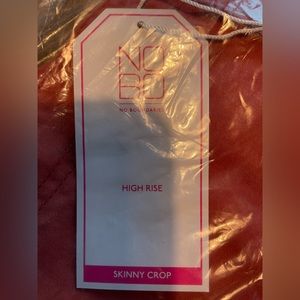 NO
BO
NO BOUNDARIES
HIGH RISE
SKINNY CROP